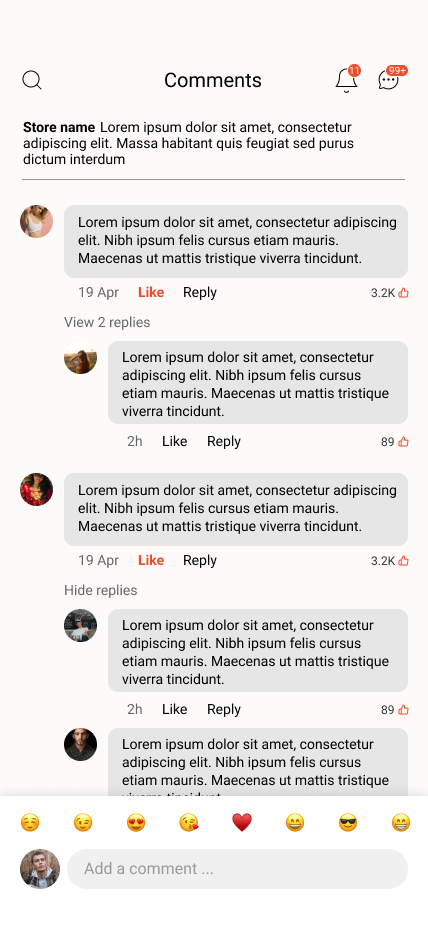 Comments
11
99+
Store name Lorem ipsum dolor sit amet, consectetur
adipiscing elit. Massa habitant quis feugiat sed purus
dictum interdum
Lorem ipsum dolor sit amet, consectetur adipiscing
elit. Nibh ipsum felis cursus etiam mauris.
Maecenas ut mattis tristique viverra tincidunt.
19 Apr Like Reply 3.2K
View 2 replies
Lorem ipsum dolor sit amet, consectetur
adipiscing elit. Nibh ipsum felis cursus
etiam mauris. Maecenas ut mattis tristique
viverra tincidunt.
2h Like Reply 89
Lorem ipsum dolor sit amet, consectetur adipiscing
elit. Nibh ipsum felis cursus etiam mauris.
Maecenas ut mattis tristique viverra tincidunt.
19 Apr Like Reply 3.2K
Hide replies
Lorem ipsum dolor sit amet, consectetur
adipiscing elit. Nibh ipsum felis cursus
etiam mauris. Maecenas ut mattis tristique
viverra tincidunt.
2h Like Reply 89
Lorem ipsum dolor sit amet, consectetur
adipiscing elit. Nibh ipsum felis cursus
etiam mauris. Maecenas ut mattis tristique
Add a comment ...